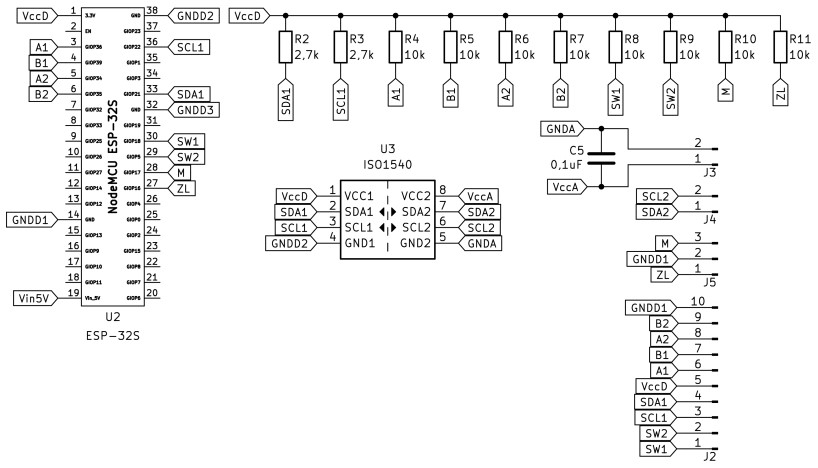 VccD 1 3.3V GND 38 GNDD2
2 EN GIOP23 37
A1 3 GIOP36 GIOP22 36 SCL1
B1 4 GIOP39 GIOP1 35
A2 5 GIOP34 GIOP3 34
B2 6 GIOP35 GIOP21 33 SDA1
7 GIOP32 GND 32 GNDD3
8 GIOP33 GIOP19 31
9 GIOP25 GIOP18 30 SW1
10 GIOP26 GIOP5 29 SW2
11 GIOP27 GIOP17 28 M
12 GIOP14 GIOP16 27 ZL
13 GIOP12 GIOP4 26
GNDD1 14 GND GIOP0 25
15 GIOP13 GIOP2 24
16 GIOP9 GIOP15 23
17 GIOP10 GIOP8 22
18 GIOP11 GIOP7 21
Vin5V 19 Vin_5V GIOP6 20
NodeMCU ESP-32S
U2
ESP-32S
VccD
R2 R3 R4 R5 R6 R7 R8 R9 R10 R11
2,7k 2,7k 10k 10k 10k 10k 10k 10k 10k 10k
SDA1 SCL1 A1 B1 A2 B2 SW1 SW2 M ZL
U3
ISO1540
VccD 1 VCC1 VCC2 8 VccA
SDA1 2 SDA1 SDA2 7 SDA2
SCL1 3 SCL1 SCL2 6 SCL2
GNDD2 4 GND1 GND2 5 GNDA
GNDA
C5
0,1uF
VccA
2
1
J3
SCL2 2
SDA2 1
J4
M 3
GNDD1 2
ZL 1
J5
GNDD1 10
B2 9
A2 8
B1 7
A1 6
VccD 5
SDA1 4
SCL1 3
SW2 2
SW1 1
J2